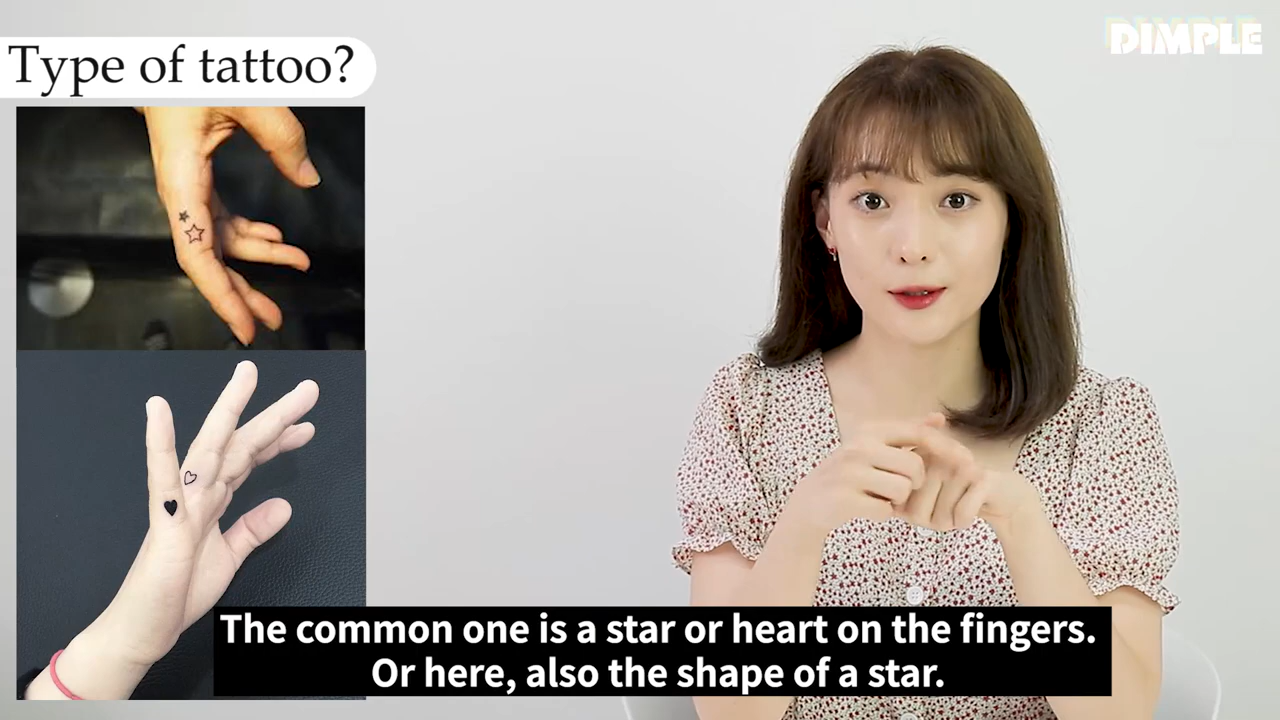 DIMPLE
Type of tattoo?
The common one is a star or heart on the fingers.
Or here, also the shape of a star.